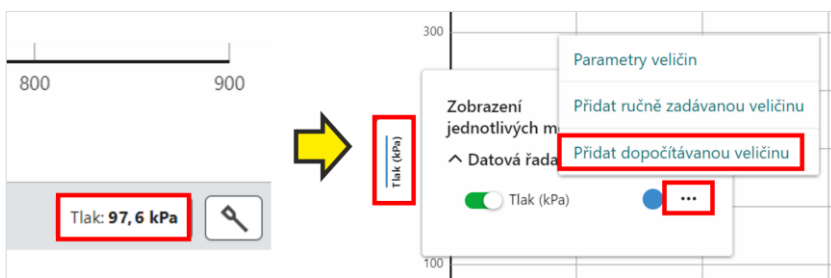 800
900
Tlak: 97,6 kPa
300
Tlak (kPa)
100
Zobrazení
jednotlivých m
Datová řada
Tlak (kPa)
...
Parametry veličin
Přidat ručně zadávanou veličinu
Přidat dopočítávanou veličinu